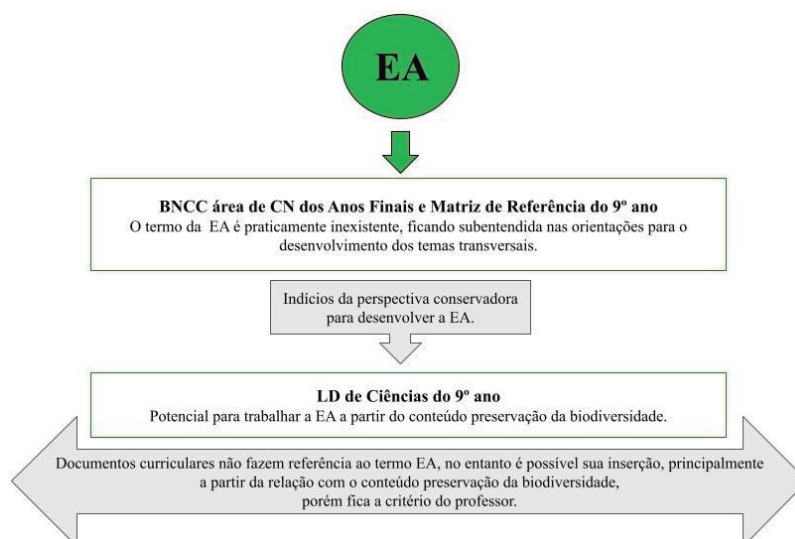 EA
BNCC área de CN dos Anos Finais e Matriz de Referência do 9º ano
O termo da EA é praticamente inexistente, ficando subentendida nas orientações para o
desenvolvimento dos temas transversais.
Indícios da perspectiva conservadora
para desenvolver a EA.
LD de Ciências do 9º ano
Potencial para trabalhar a EA a partir do conteúdo preservação da biodiversidade.
Documentos curriculares não fazem referência ao termo EA, no entanto é possível sua inserção, principalmente
a partir da relação com o conteúdo preservação da biodiversidade,
porém fica a critério do professor.